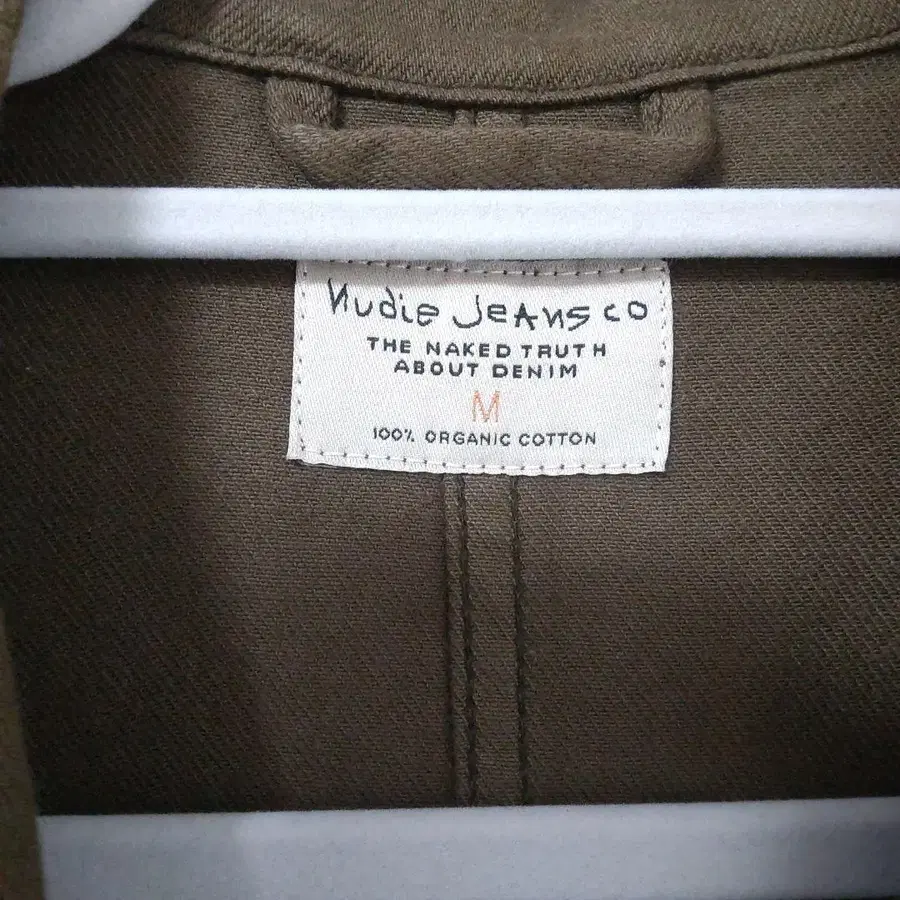 Nudie Jeans co
THE NAKED TRUTH
ABOUT DENIM
M
100% ORGANIC COTTON